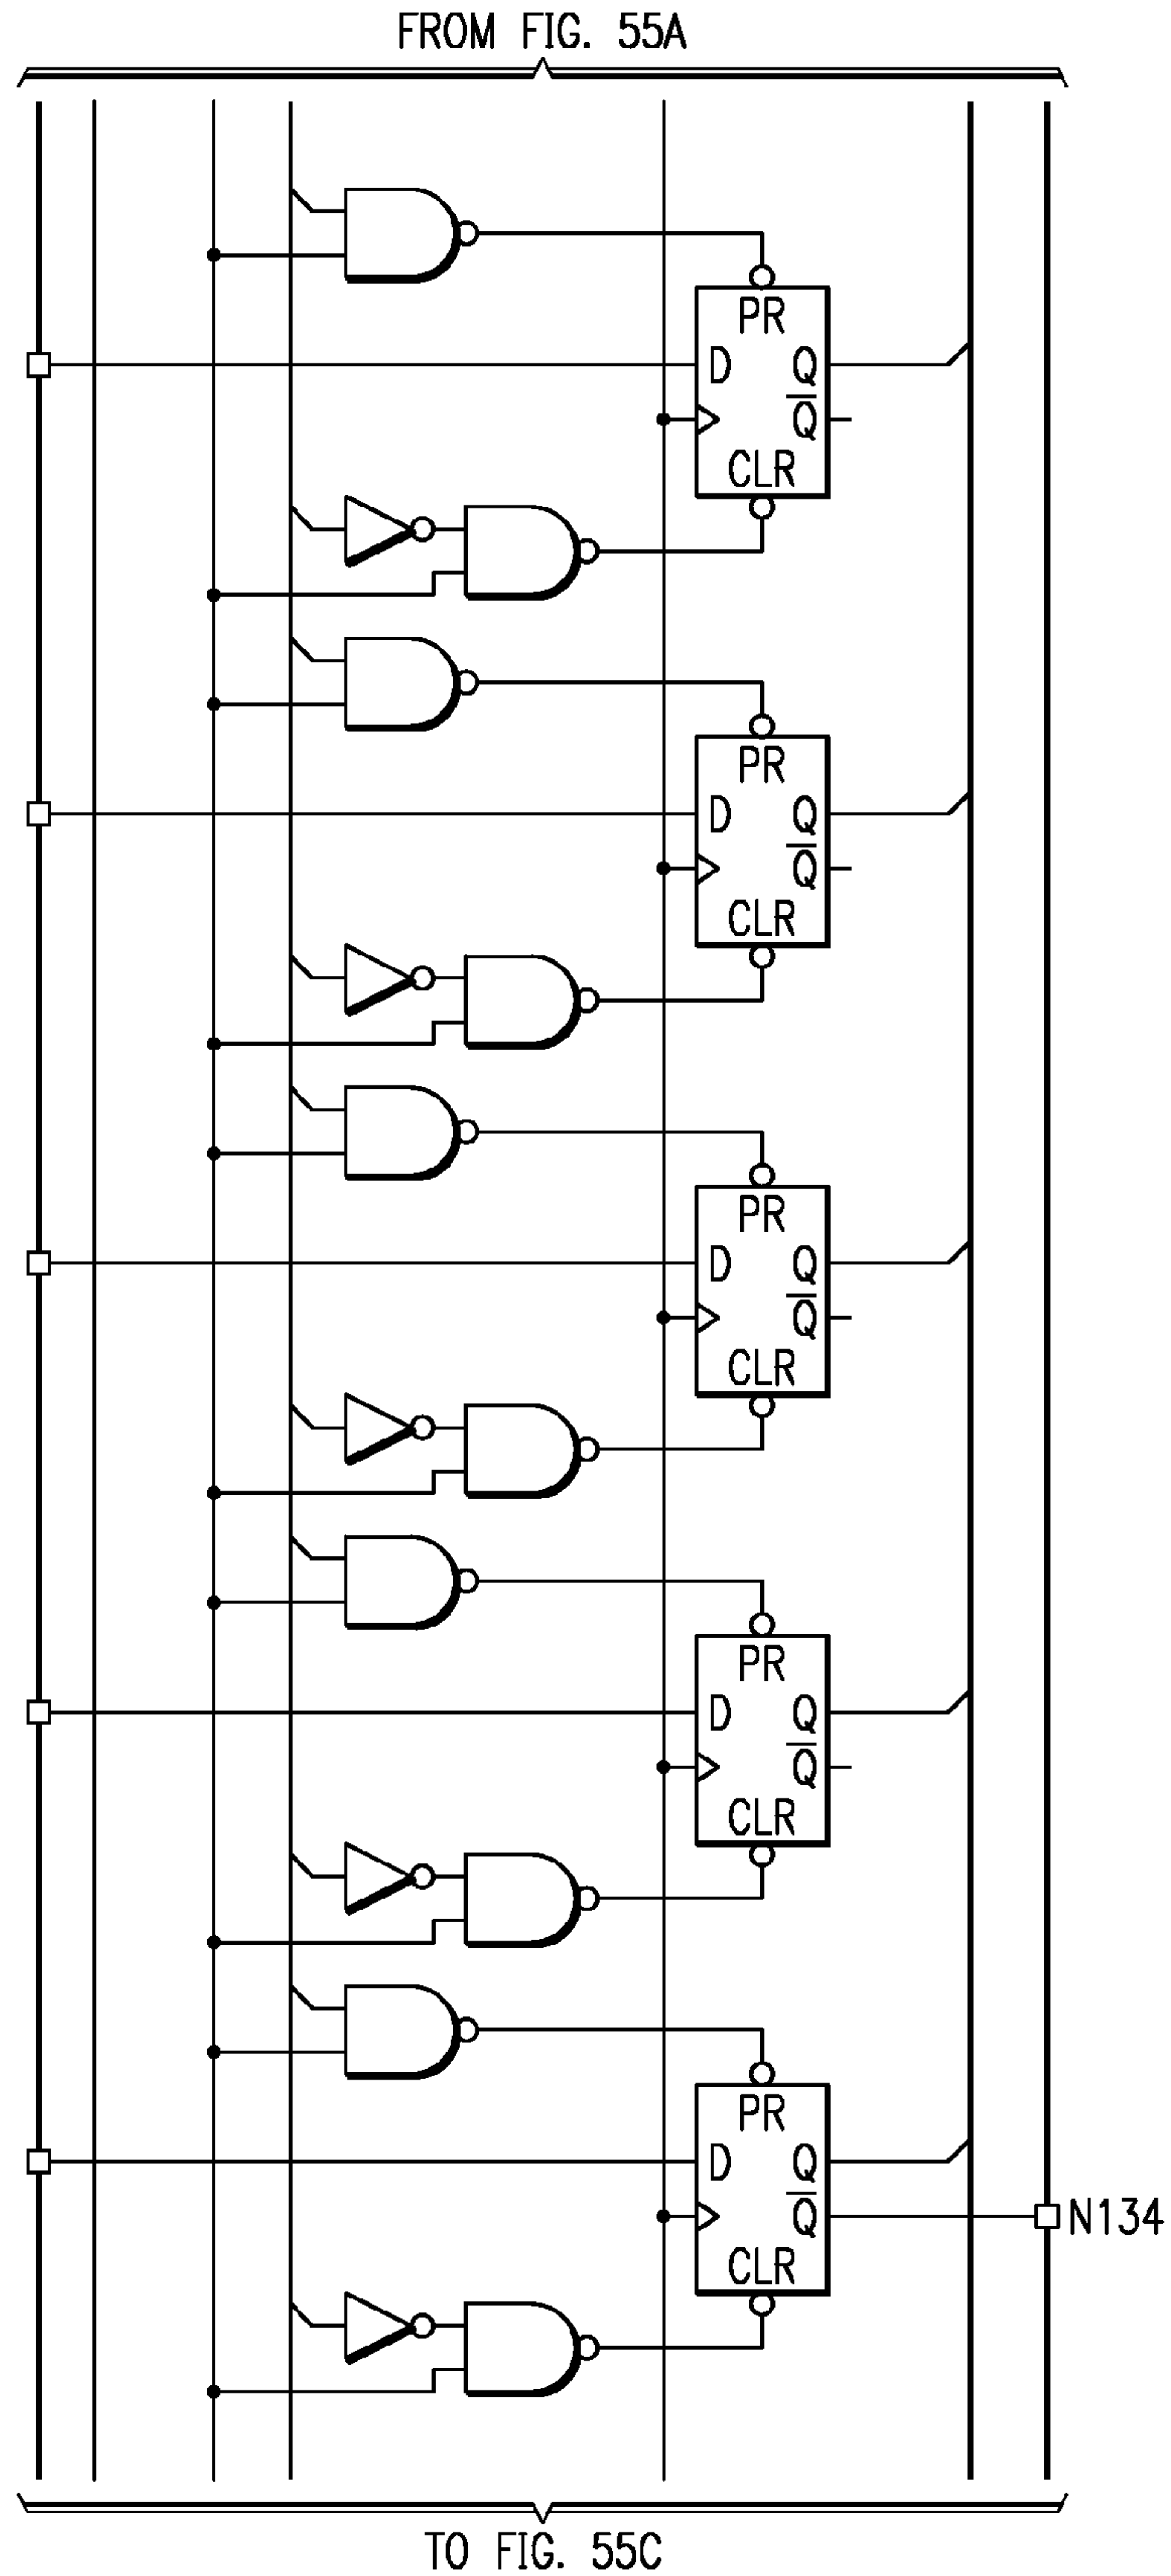 FROM FIG. 55A
PR
D Q
Q̅
CLR
PR
D Q
Q̅
CLR
PR
D Q
Q̅
CLR
PR
D Q
Q̅
CLR
PR
D Q
Q̅ N134
CLR
TO FIG. 55C